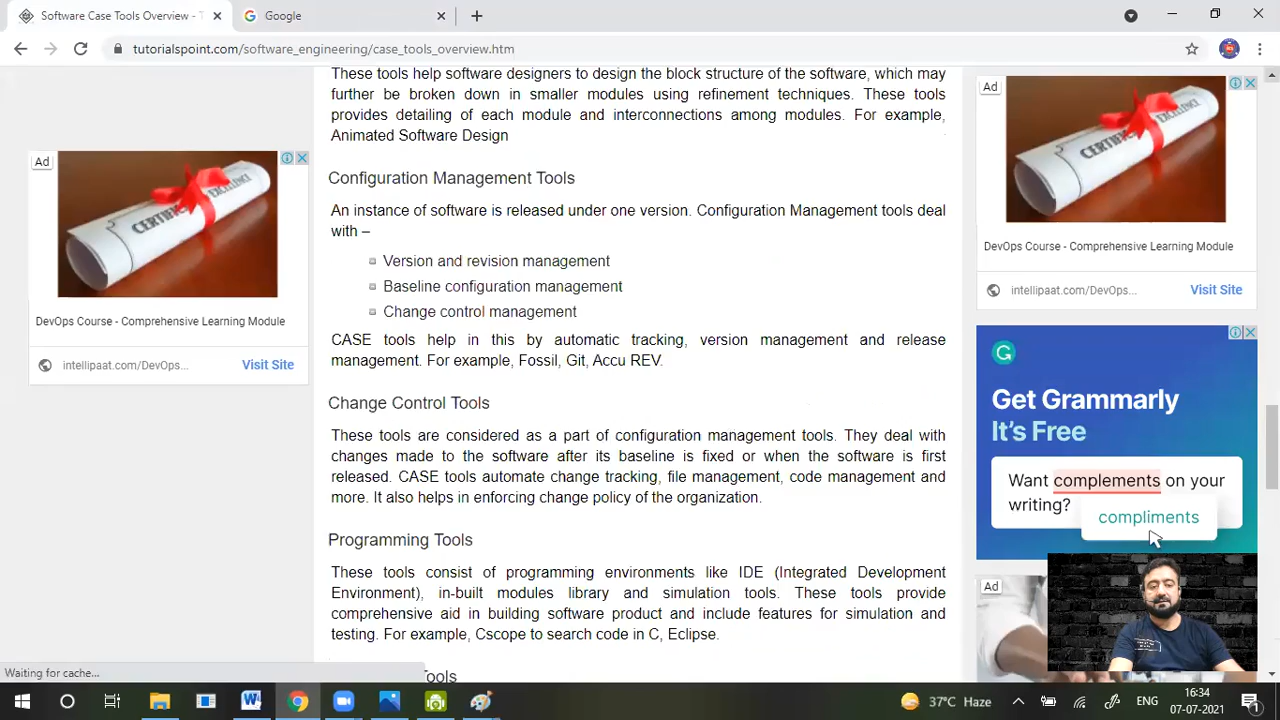 Software Case Tools Overview - T
Google
tutorialspoint.com/software_engineering/case_tools_overview.htm
These tools help software designers to design the block structure of the software, which may
further be broken down in smaller modules using refinement techniques. These tools
provides detailing of each module and interconnections among modules. For example,
Animated Software Design
Configuration Management Tools
An instance of software is released under one version. Configuration Management tools deal
with –
Version and revision management
Baseline configuration management
Change control management
CASE tools help in this by automatic tracking, version management and release
management. For example, Fossil, Git, Accu REV.
Change Control Tools
These tools are considered as a part of configuration management tools. They deal with
changes made to the software after its baseline is fixed or when the software is first
released. CASE tools automate change tracking, file management, code management and
more. It also helps in enforcing change policy of the organization.
Programming Tools
These tools consist of programming environments like IDE (Integrated Development
Environment), in-built modules library and simulation tools. These tools provide
comprehensive aid in building software product and include features for simulation and
testing. For example, Cscope to search code in C, Eclipse.
Tools
Ad
CERTIF
EXCELLENCE
DevOps Course - Comprehensive Learning Module
intellipaat.com/DevOps...
Visit Site
Ad
CERTIFIC
EXCELLENCE
DevOps Course - Comprehensive Learning Module
intellipaat.com/DevOps...
Visit Site
Get Grammarly
It's Free
Want complements on your
writing?
compliments
Ad
Waiting for cache...
37°C Haze
ENG
16:34
07-07-2021
1